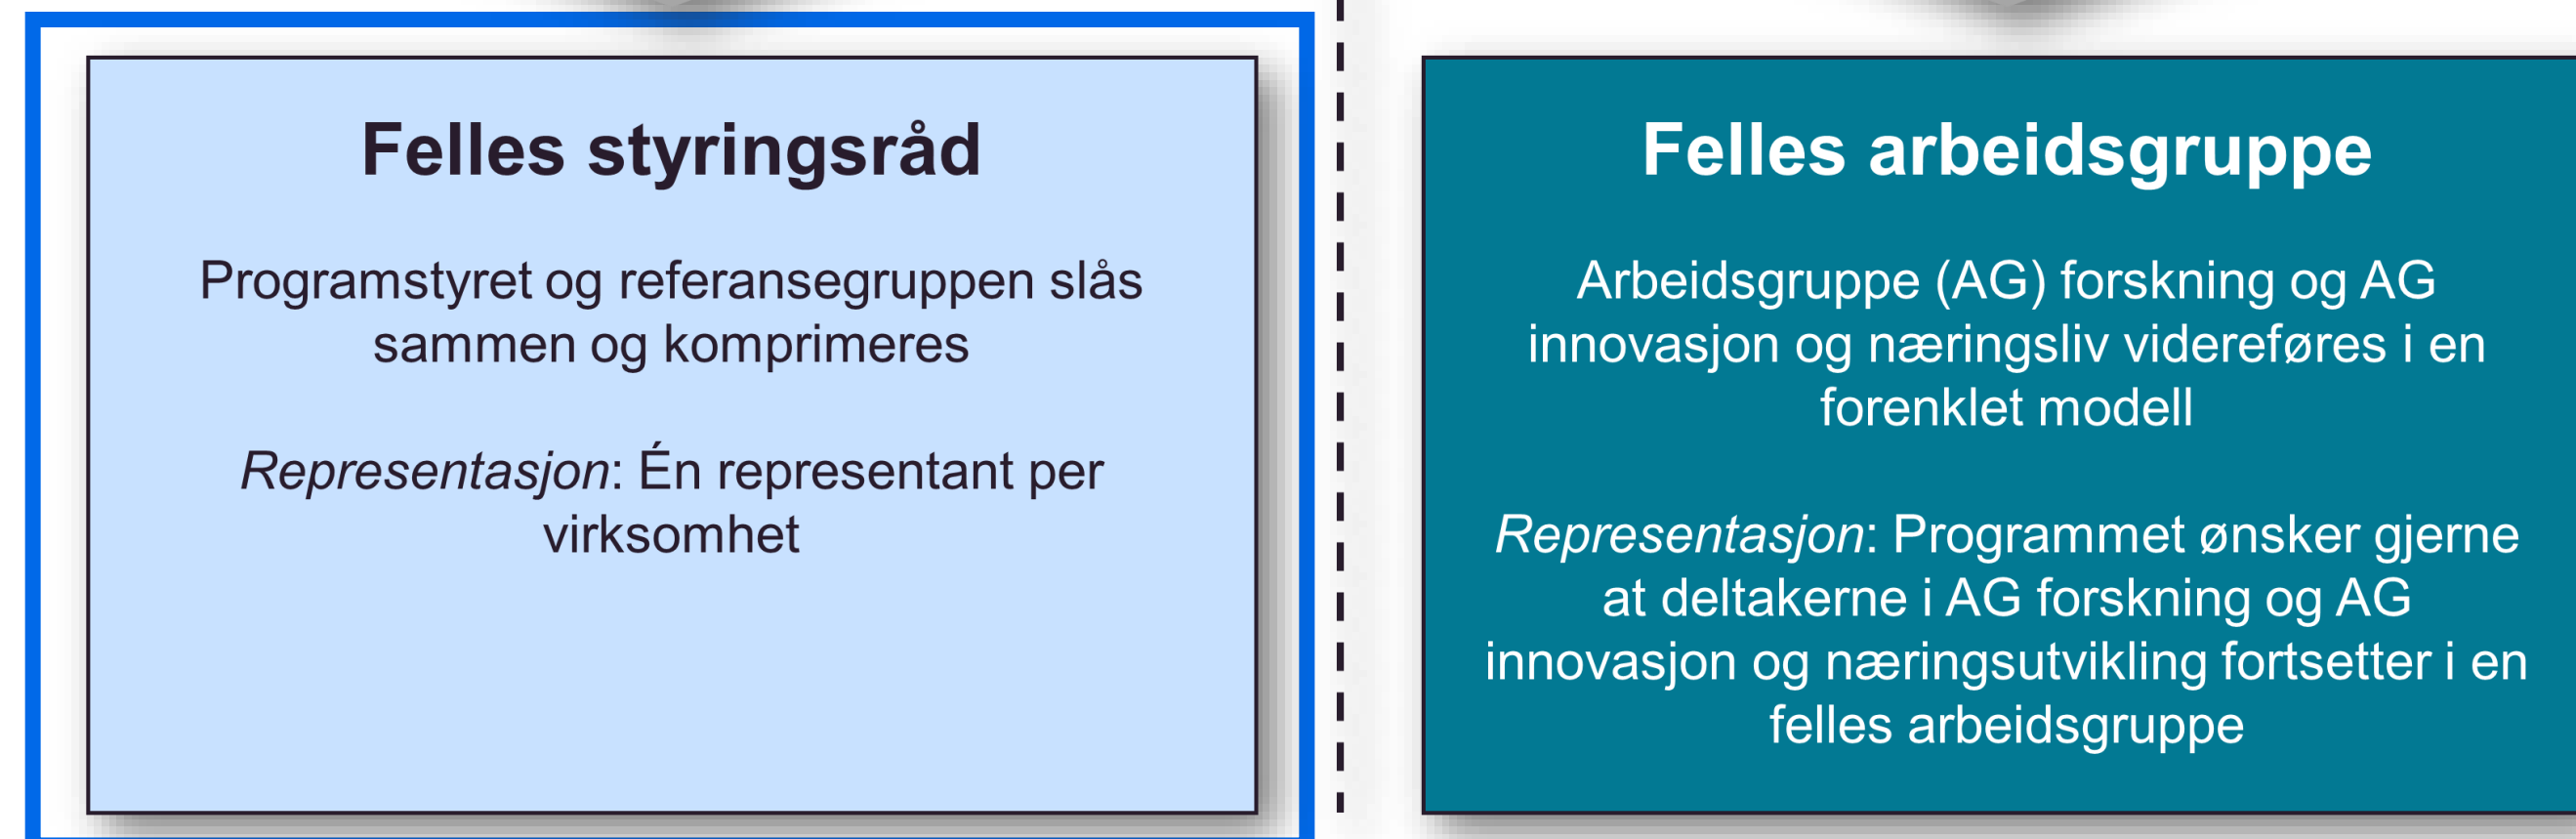 Felles styringsråd
Programstyret og referansegruppen slås
sammen og komprimeres
Representasjon: Én representant per
virksomhet
Felles arbeidsgruppe
Arbeidsgruppe (AG) forskning og AG
innovasjon og næringsliv videreføres i en
forenklet modell
Representasjon: Programmet ønsker gjerne
at deltakerne i AG forskning og AG
innovasjon og næringsutvikling fortsetter i en
felles arbeidsgruppe